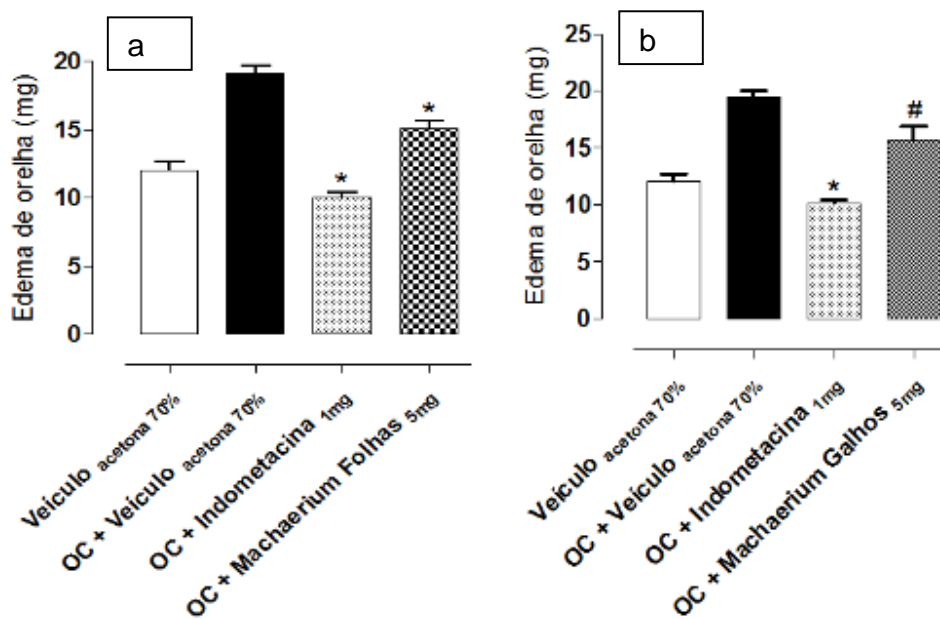 a
Edema de orelha (mg)
20
15
10
5
0
*
*
Veículo acetona 70%
OC + Veículo acetona 70%
OC + Indometacina 1mg
OC + Machaerium Folhas 5mg
b
Edema de orelha (mg)
25
20
15
10
5
0
*
#
Veículo acetona 70%
OC + Veículo acetona 70%
OC + Indometacina 1mg
OC + Machaerium Galhos 5mg